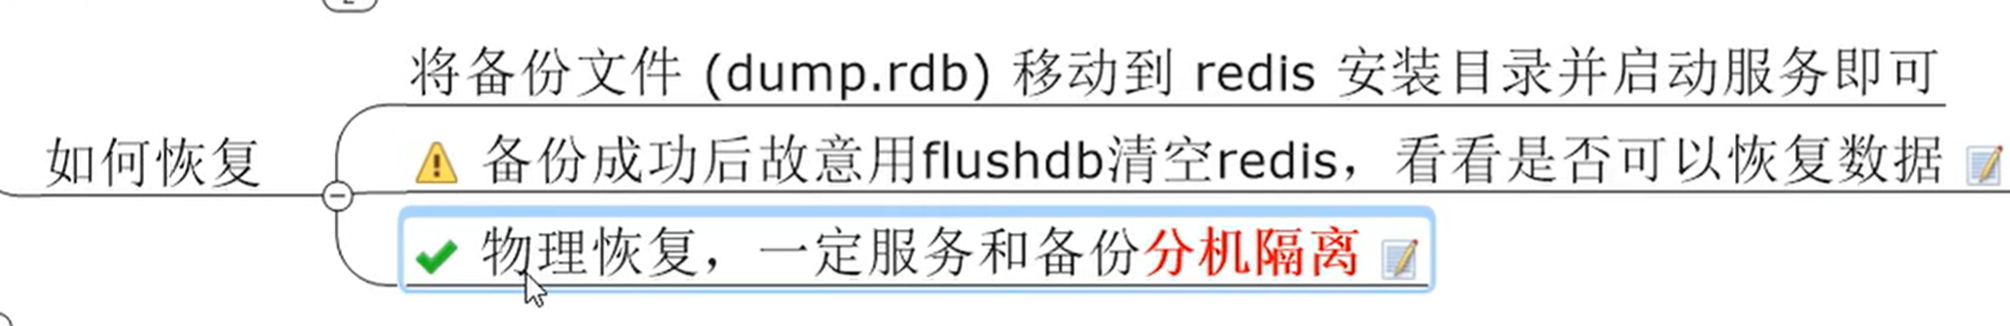 将备份文件 (dump.rdb) 移动到 redis 安装目录并启动服务即可
如何恢复
备份成功后故意用flushdb清空redis，看看是否可以恢复数据
物理恢复，一定服务和备份分机隔离